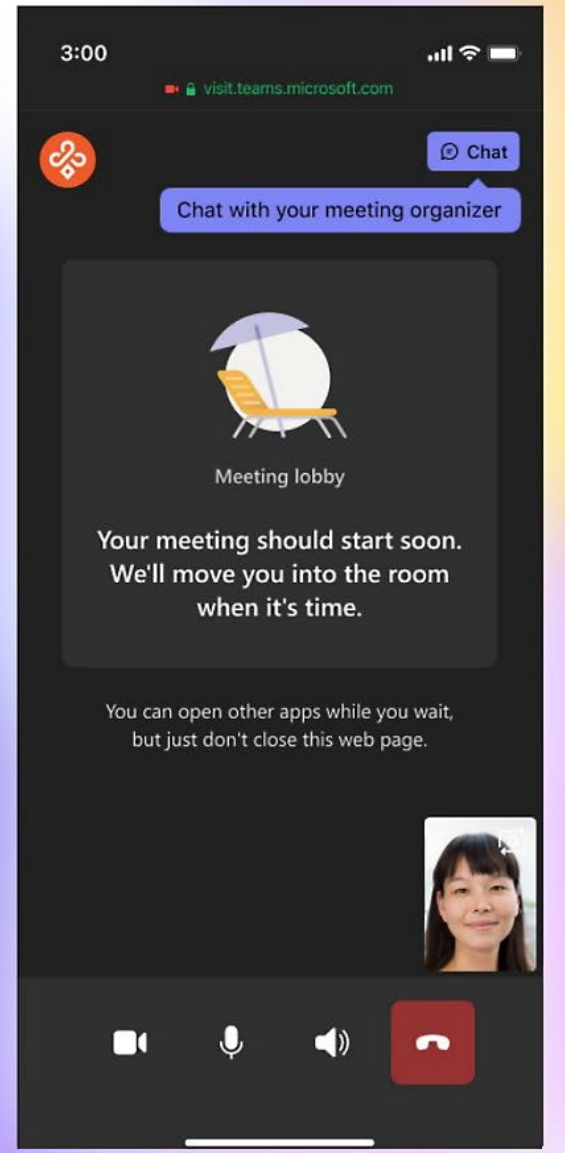 3:00
visit.teams.microsoft.com
Chat
Chat with your meeting organizer
Meeting lobby
Your meeting should start soon.
We'll move you into the room
when it's time.
You can open other apps while you wait,
but just don't close this web page.